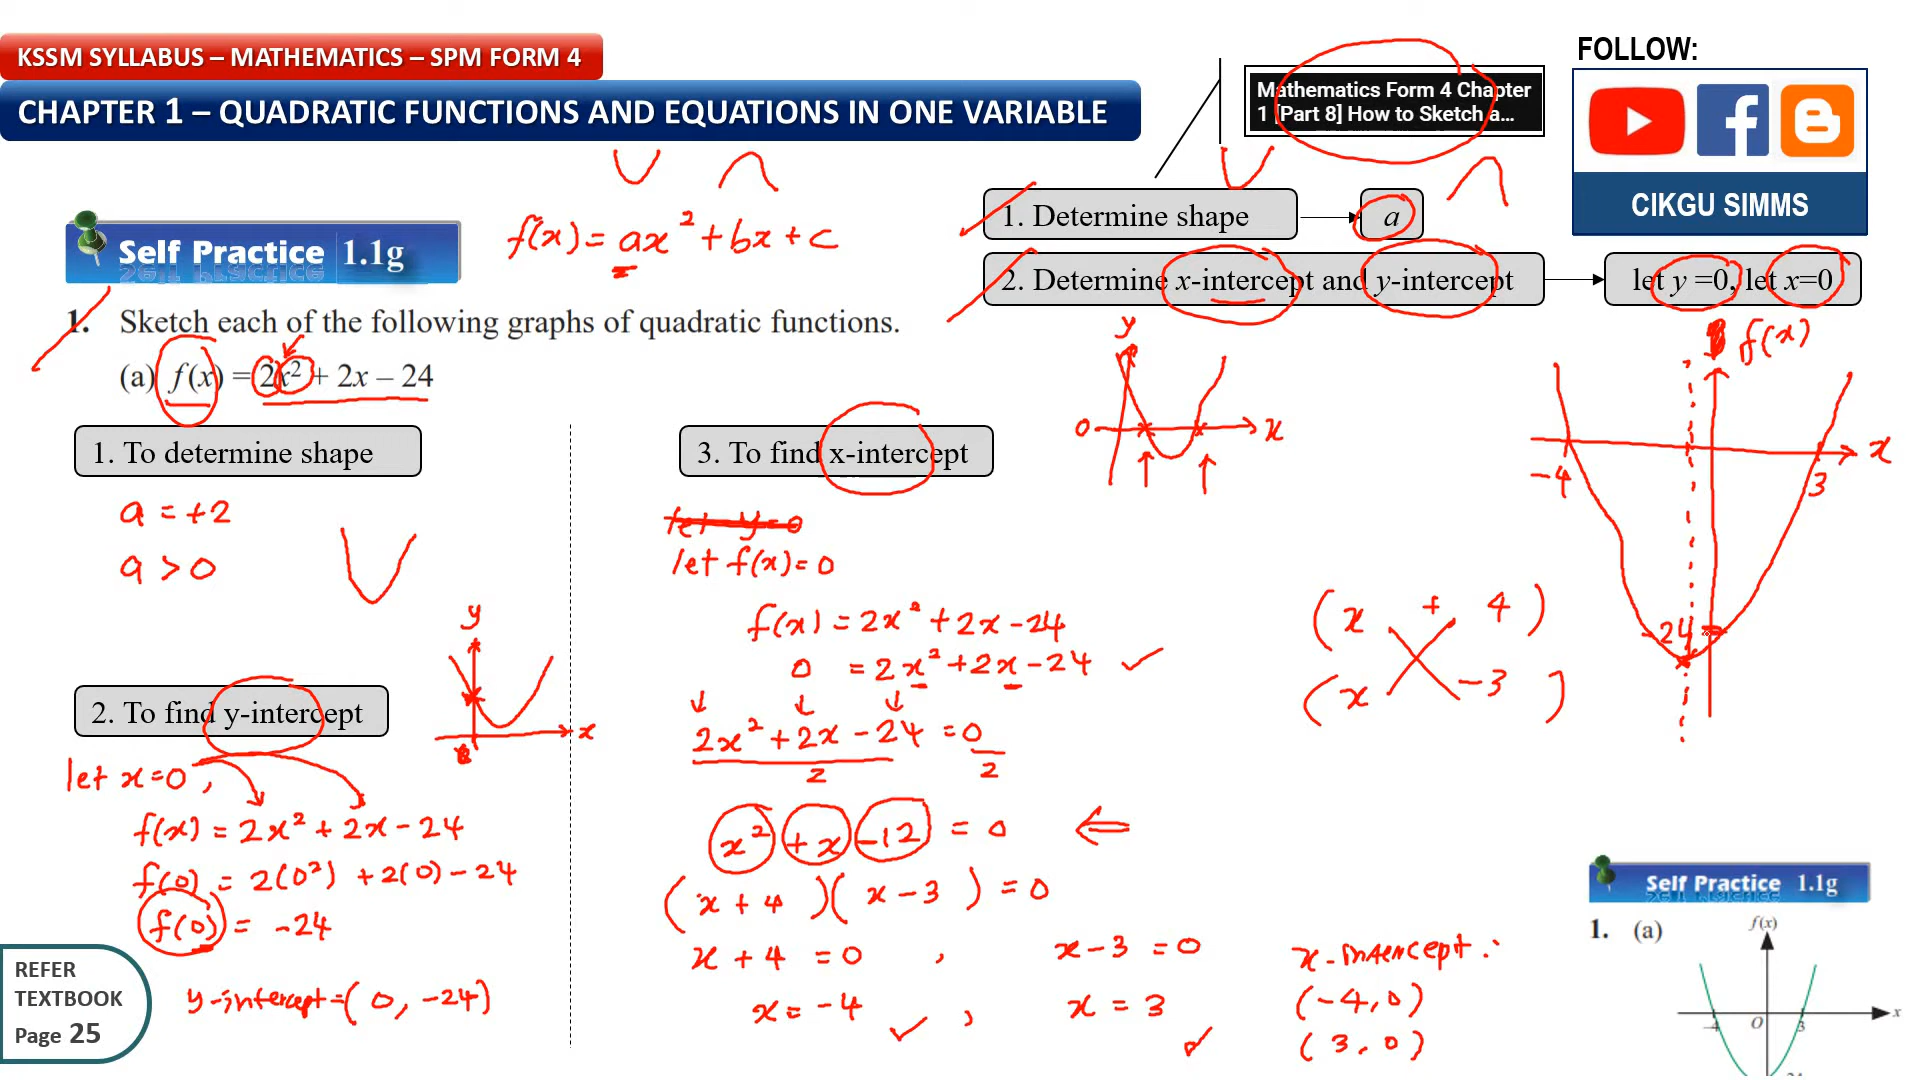 KSSM SYLLABUS – MATHEMATICS – SPM FORM 4
CHAPTER 1 – QUADRATIC FUNCTIONS AND EQUATIONS IN ONE VARIABLE
Mathematics Form 4 Chapter
1 [Part 8] How to Sketch a...
FOLLOW:
CIKGU SIMMS
Self Practice 1.1g
f(x) = ax² + bx + c
1. Determine shape
a
2. Determine x-intercept and y-intercept
let y =0, let x=0
1. Sketch each of the following graphs of quadratic functions.
(a) f(x) = 2x² + 2x – 24
1. To determine shape
a = +2
a > 0
2. To find y-intercept
y
x
let x=0,
f(x) = 2x² + 2x - 24
f(0) = 2(0²) + 2(0) - 24
f(0) = -24
y-intercept = (0, -24)
REFER
TEXTBOOK
Page 25
3. To find x-intercept
let y=0
let f(x) = 0
f(x) = 2x² + 2x - 24
0 = 2x² + 2x - 24
2x² + 2x - 24 = 0
2 2
x² + x - 12 = 0
(x + 4)(x - 3) = 0
x + 4 = 0 , x - 3 = 0
x = -4 , x = 3
y
0
x
(x + 4)
(x - 3)
x-intercept :
(-4, 0)
(3, 0)
f(x)
x
-4
3
-24
Self Practice 1.1g
1. (a)
f(x)
-4 O 3 x